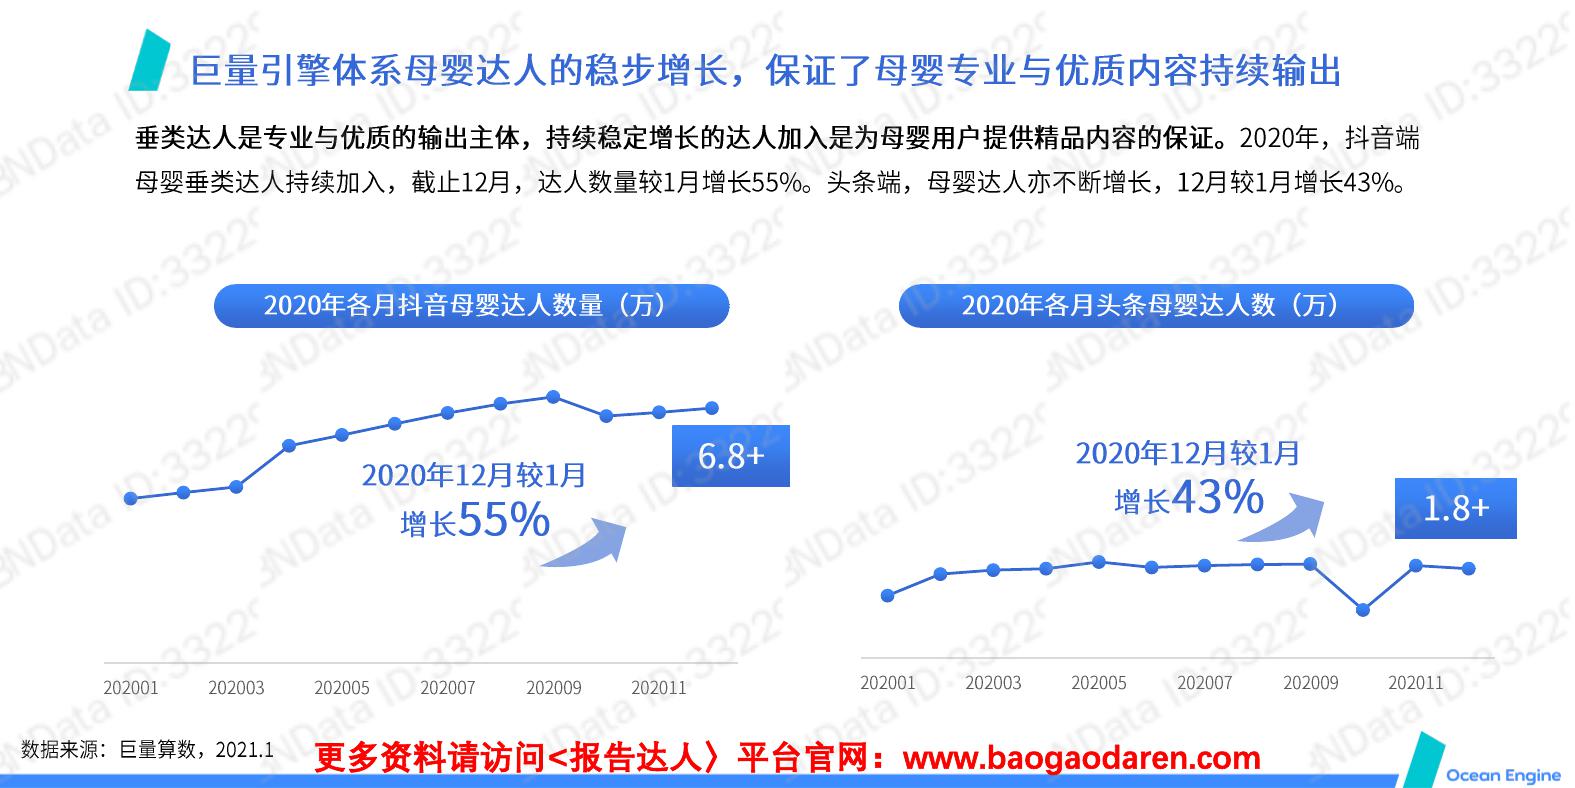 巨量引擎体系母婴达人的稳步增长，保证了母婴专业与优质内容持续输出
垂类达人是专业与优质的输出主体，持续稳定增长的达人加入是为母婴用户提供精品内容的保证。2020年，抖音端
母婴垂类达人持续加入，截止12月，达人数量较1月增长55%。头条端，母婴达人亦不断增长，12月较1月增长43%。
2020年各月抖音母婴达人数量（万）
2020年12月较1月
增长55%
6.8+
202001 202003 202005 202007 202009 202011
2020年各月头条母婴达人数（万）
2020年12月较1月
增长43%
1.8+
202001 202003 202005 202007 202009 202011
数据来源：巨量算数，2021.1
更多资料请访问<报告达人〉平台官网：www.baogaodaren.com
Ocean Engine